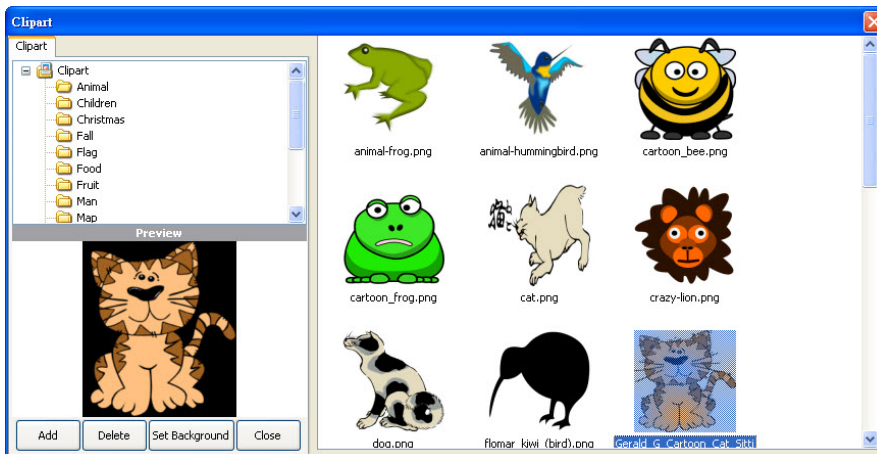 Clipart
Clipart
Clipart
Animal
Children
Christmas
Fall
Flag
Food
Fruit
Man
Map
Preview
Add Delete Set Background Close
animal-frog.png animal-hummingbird.png cartoon_bee.png
猫
cartoon_frog.png cat.png crazy-lion.png
dog.png flomar_kiwi_(bird).png Gerald_G_Cartoon_Cat_Sitti